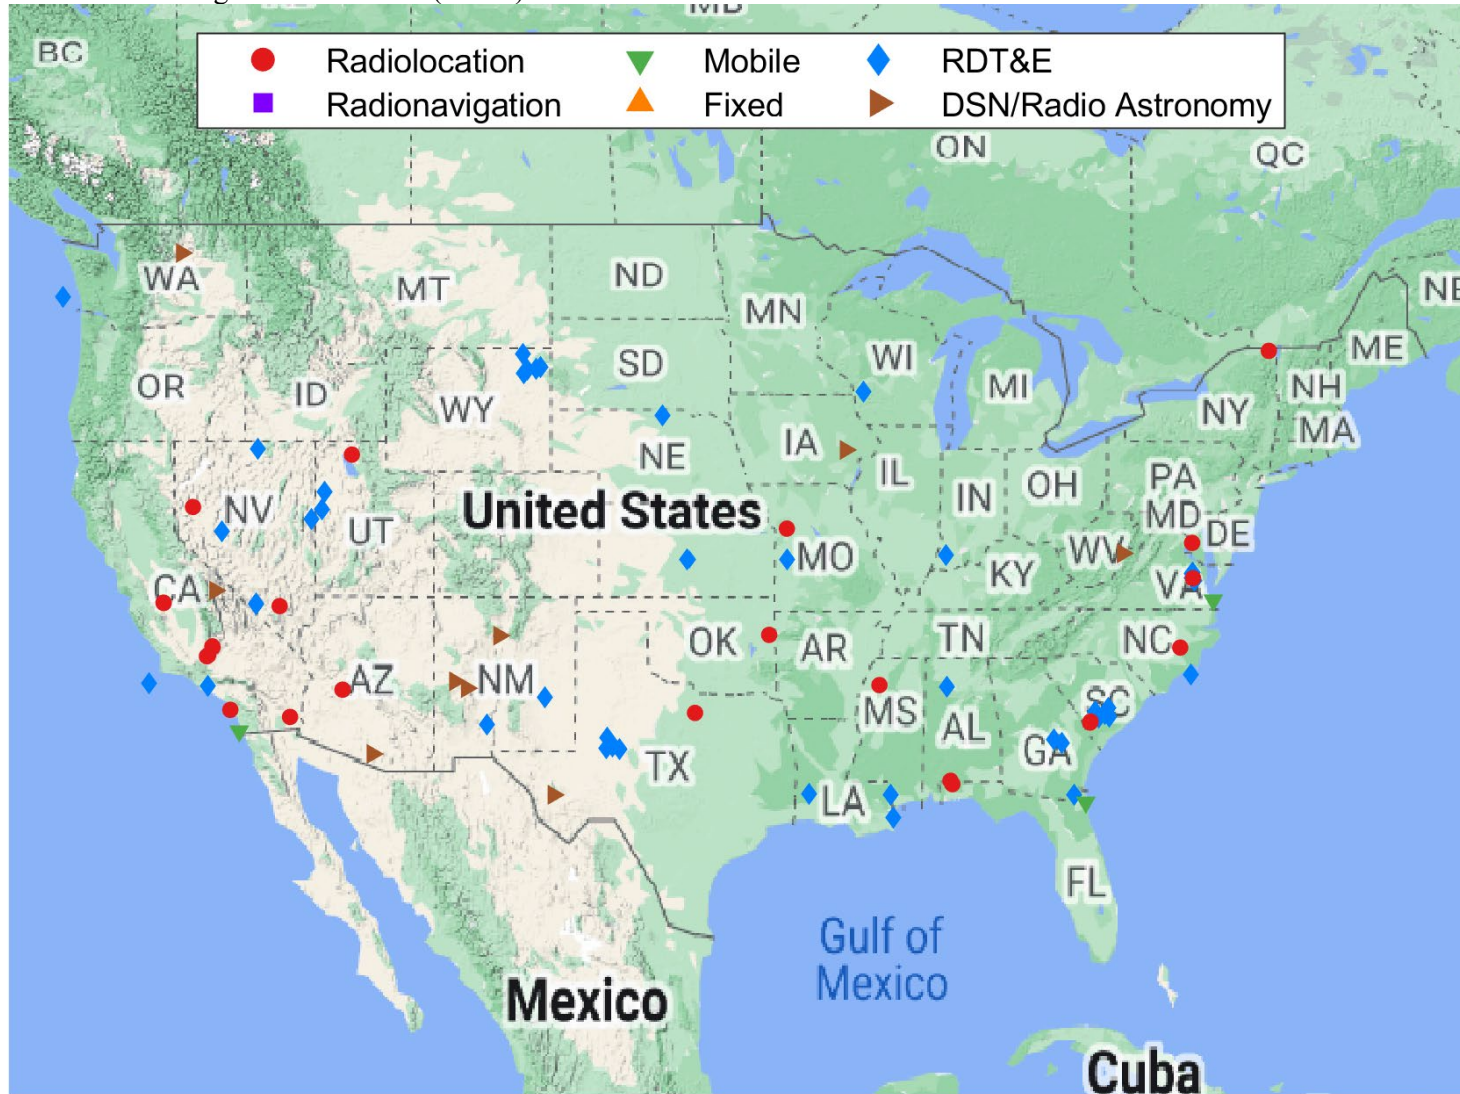 BC
MB
Radiolocation Mobile RDT&E
Radionavigation Fixed DSN/Radio Astronomy
ON
QC
WA
MT
ND
MN
NE
OR
ID
WY
SD
WI
MI
ME
NH
NY
MA
NE
IA
IL
IN
OH
PA
MD
DE
NV
UT
United States
MO
KY
WV
VA
CA
AZ
NM
OK
AR
TN
NC
SC
MS
AL
GA
TX
LA
FL
Gulf of
Mexico
Mexico
Cuba